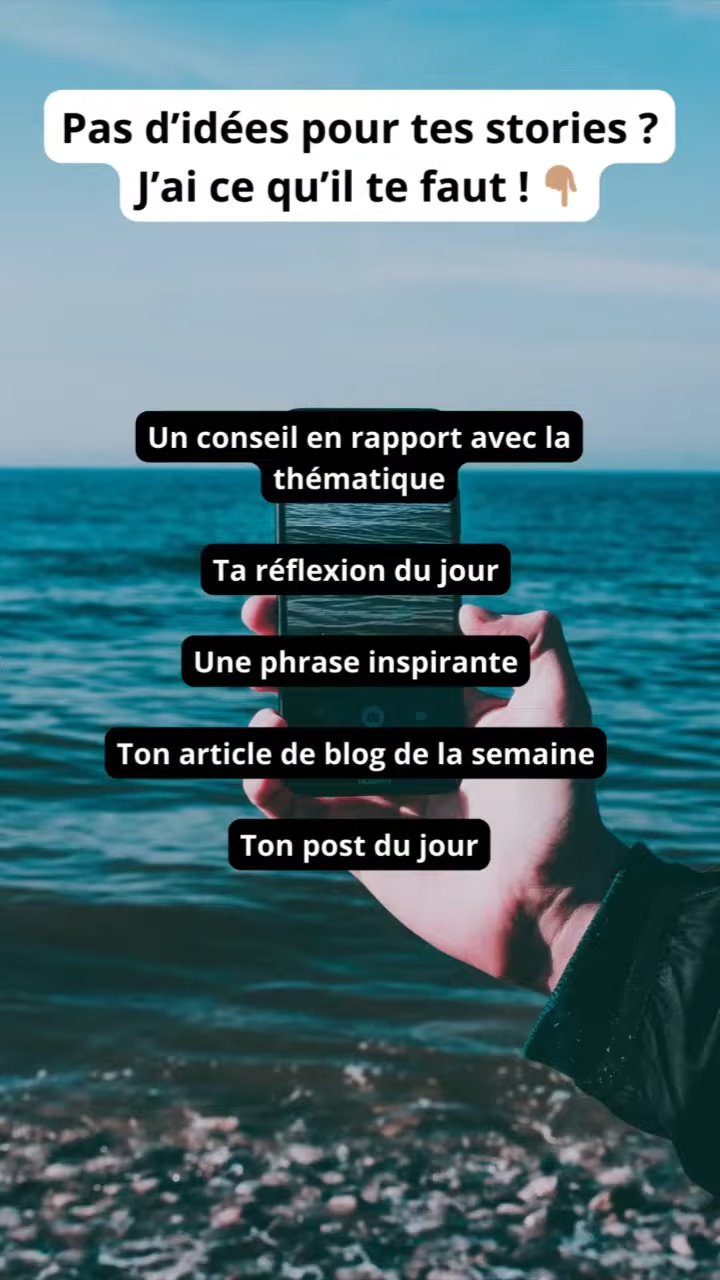 Pas d’idées pour tes stories ?
J’ai ce qu’il te faut ! 👇🏽
Un conseil en rapport avec la
thématique
Ta réflexion du jour
Une phrase inspirante
Ton article de blog de la semaine
Ton post du jour